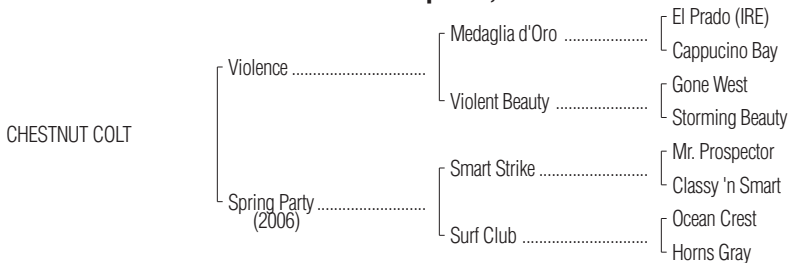 El Prado (IRE)
Medaglia d'Oro ....................
Cappucino Bay
Violence ..............................
Gone West
Violent Beauty ......................
Storming Beauty
CHESTNUT COLT
Mr. Prospector
Smart Strike ..........................
Classy 'n Smart
Spring Party ........................
(2006)
Ocean Crest
Surf Club ..............................
Horns Gray